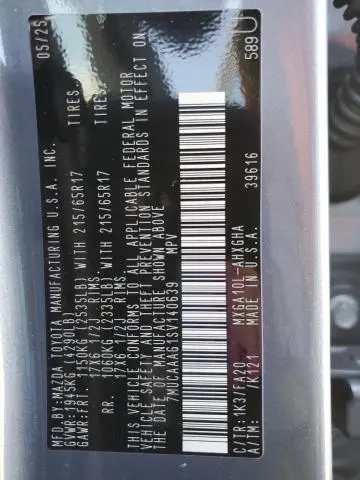 MFD BY:MAZDA TOYOTA MANUFACTURING U.S.A. INC. 05/25
GVWR:1945KG (4290LB)
GAWR:FRT. 1150KG (2535LB) WITH 215/65R17 TIRES,
17X6 1/2J RIMS,
RR. 1060KG (2335LB) WITH 215/65R17 TIRES,
17X6 1/2J RIMS.
THIS VEHICLE CONFORMS TO ALL APPLICABLE FEDERAL MOTOR
VEHICLE SAFETY AND THEFT PREVENTION STANDARDS IN EFFECT ON
THE DATE OF MANUFACTURE SHOWN ABOVE.
7MUCAAAG1SV140639 MPV
C/TR:1K3/FA20 MXGA10L-AHXGHA 39616 589
A/TM: /K121 MADE IN U.S.A.